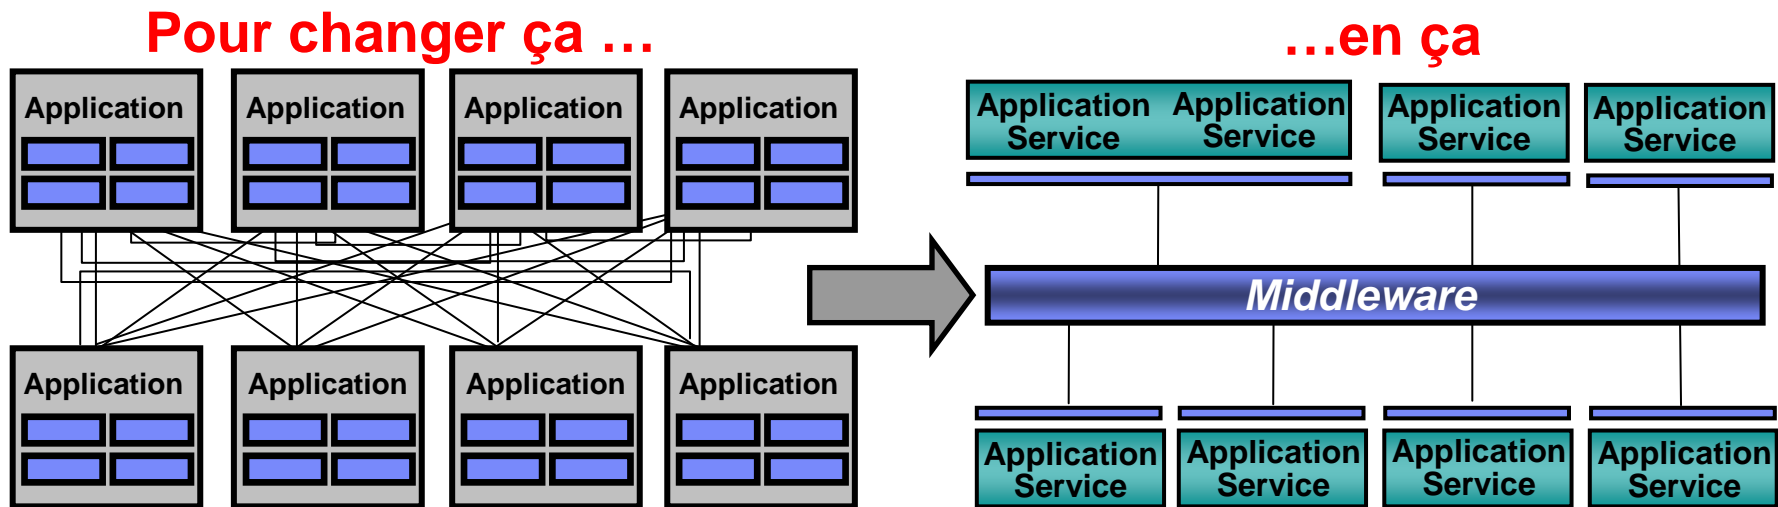 Pour changer ça …
…en ça
Application
Application
Application
Application
Application
Service
Application
Service
Application
Service
Application
Service
Middleware
Application
Application
Application
Application
Application
Service
Application
Service
Application
Service
Application
Service